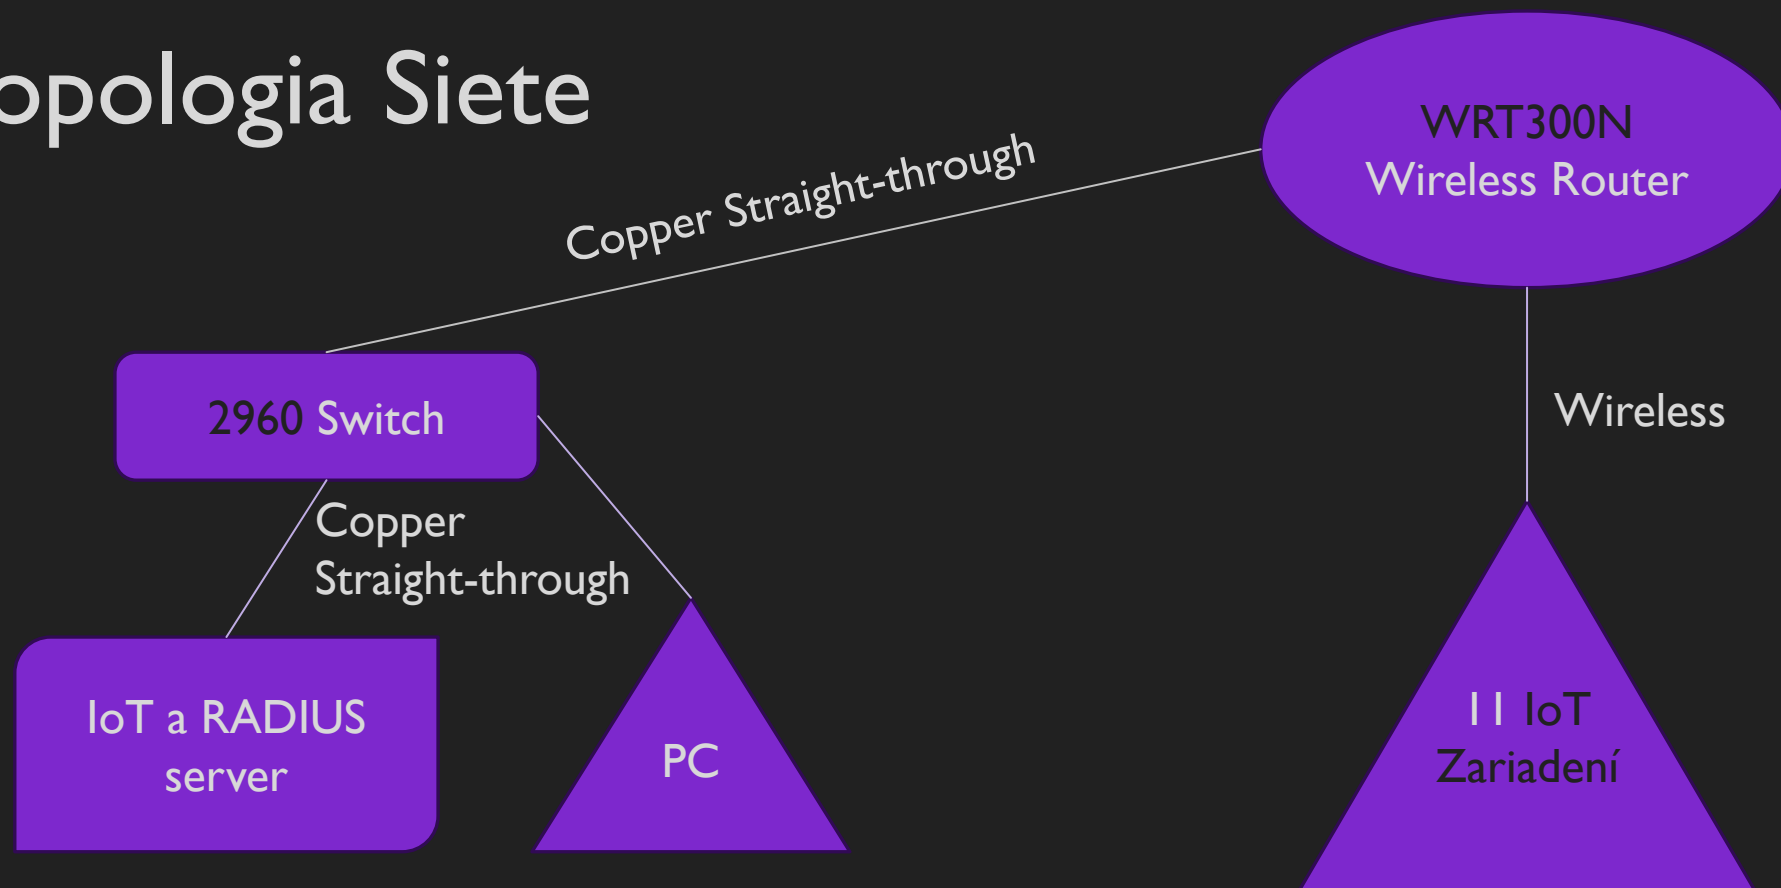 opologia Siete
WRT300N
Wireless Router
Copper Straight-through
2960 Switch
Wireless
Copper
Straight-through
IoT a RADIUS
server
PC
11 IoT
Zariadení